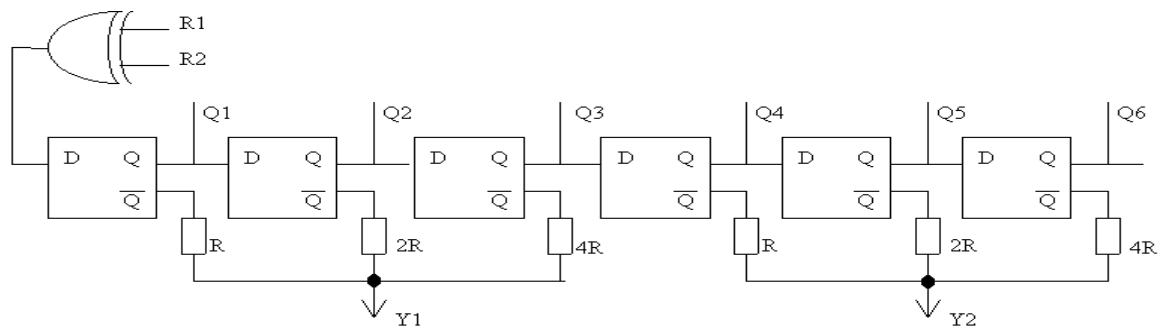 R1
R2
Q1 Q2 Q3 Q4 Q5 Q6
D Q D Q D Q D Q D Q D Q
Q̅ Q̅ Q̅ Q̅ Q̅ Q̅
R 2R 4R R 2R 4R
Y1 Y2